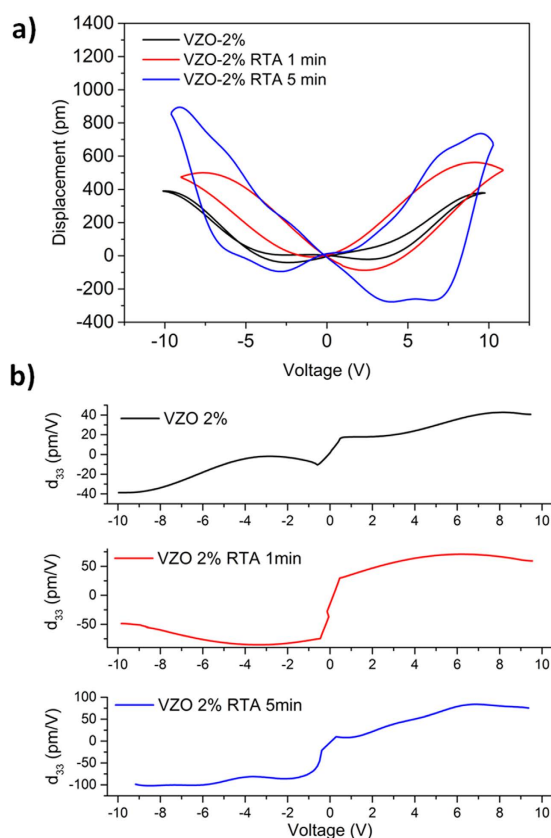 a)
1400
1200
1000
800
600
400
200
0
-200
-400
Displacement (pm)
VZO-2%
VZO-2% RTA 1 min
VZO-2% RTA 5 min
-10 -5 0 5 10
Voltage (V)
b)
40
20
0
-20
-40
d33 (pm/V)
VZO 2%
-10 -8 -6 -4 -2 0 2 4 6 8 10
50
0
-50
d33 (pm/V)
VZO 2% RTA 1min
-10 -8 -6 -4 -2 0 2 4 6 8 10
100
50
0
-50
-100
d33 (pm/V)
VZO 2% RTA 5min
-10 -8 -6 -4 -2 0 2 4 6 8 10
Voltage (V)